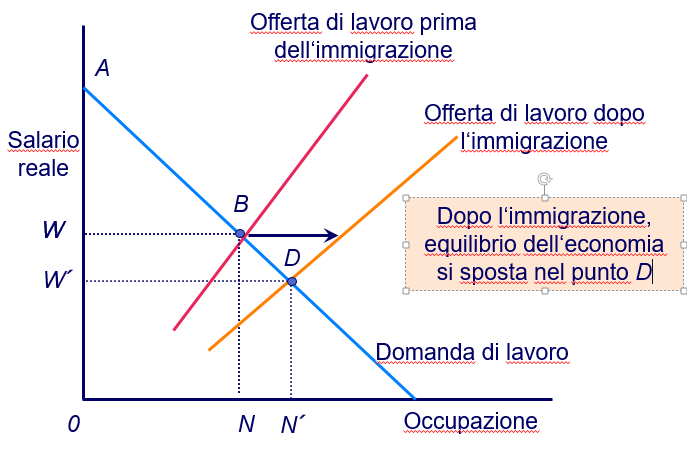 Offerta di lavoro prima
dell‘immigrazione
A
Offerta di lavoro dopo
l‘immigrazione
Salario
reale
B
Dopo l‘immigrazione,
equilibrio dell‘economia
si sposta nel punto D
W
D
W´
Domanda di lavoro
0
N
N´
Occupazione